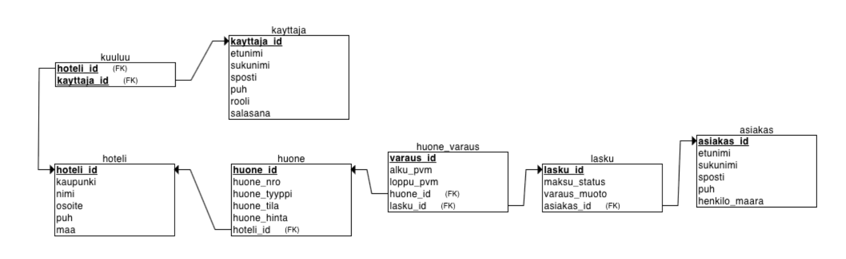 kayttaja
kayttaja_id
etunimi
sukunimi
sposti
puh
rooli
salasana
kuuluu
hoteli_id (FK)
kayttaja_id (FK)
hoteli
hoteli_id
kaupunki
nimi
osoite
puh
maa
huone
huone_id
huone_nro
huone_tyyppi
huone_tila
huone_hinta
hoteli_id (FK)
huone_varaus
varaus_id
alku_pvm
loppu_pvm
huone_id (FK)
lasku_id (FK)
lasku
lasku_id
maksu_status
varaus_muoto
asiakas_id (FK)
asiakas
asiakas_id
etunimi
sukunimi
sposti
puh
henkilo_maara